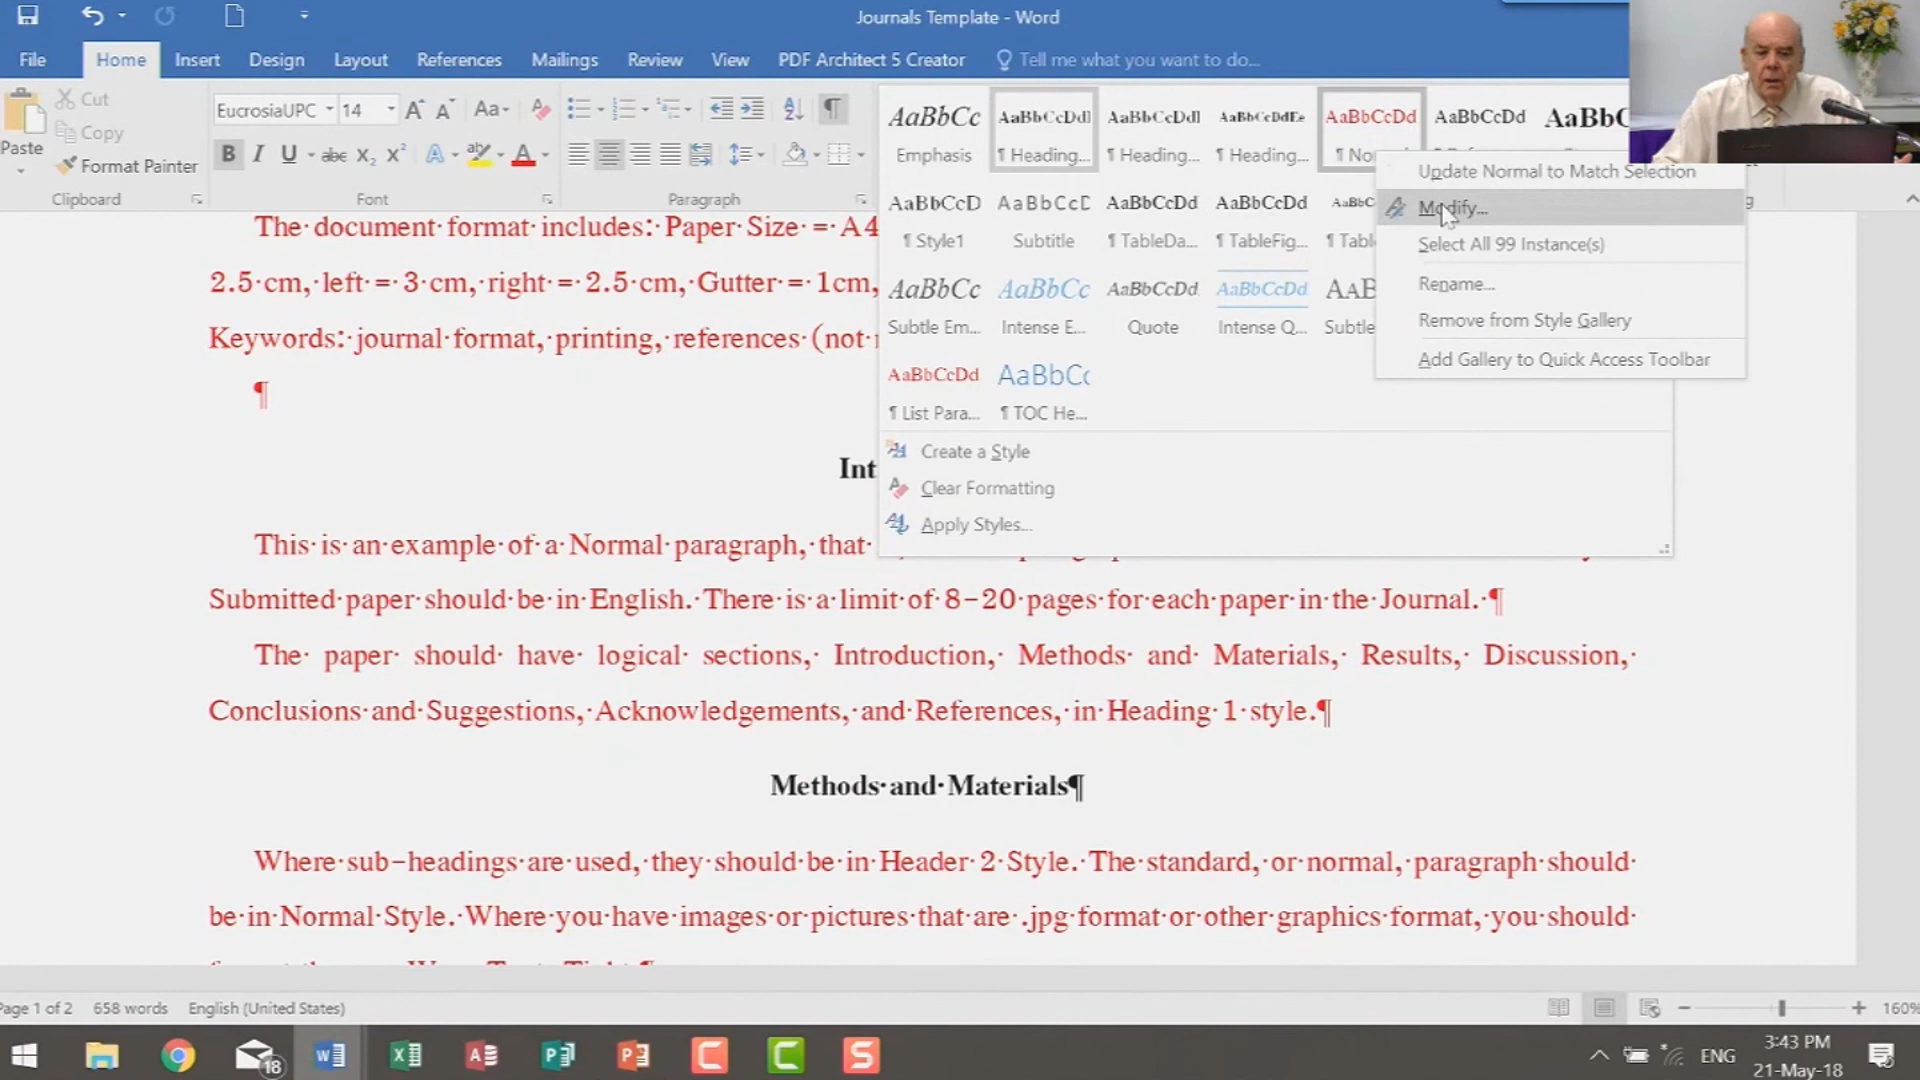 Journals Template - Word
File Home Insert Design Layout References Mailings Review View PDF Architect 5 Creator Tell me what you want to do...
Paste
Cut
Copy
Format Painter
Clipboard
EucrosiaUPC 14
Font
Paragraph
AaBbCc AaBbCcDdI AaBbCcDdI AaBbCcDdEe AaBbCcDd AaBbCcDd AaBbC
Emphasis ¶ Heading... ¶ Heading... ¶ Heading...
AaBbCcD AaBbCcD AaBbCcDd AaBbCcDd AaBbC
¶ Style1 Subtitle ¶ TableDa... ¶ TableFig... ¶ Tabl
AaBbCc AaBbCc AaBbCcDd AaBbCcDd AAB
Subtle Em... Intense E... Quote Intense Q... Subtle
AaBbCcDd AaBbCc
¶ List Para... ¶ TOC He...
Create a Style
Clear Formatting
Apply Styles...
Update Normal to Match Selection
Modify...
Select All 99 Instance(s)
Rename...
Remove from Style Gallery
Add Gallery to Quick Access Toolbar
The document format includes: Paper Size = A4
2.5 cm, left = 3 cm, right = 2.5 cm, Gutter = 1cm,
Keywords: journal format, printing, references (not
¶
Int
This is an example of a Normal paragraph, that
Submitted paper should be in English. There is a limit of 8-20 pages for each paper in the Journal. ¶
The paper should have logical sections, Introduction, Methods and Materials, Results, Discussion,
Conclusions and Suggestions, Acknowledgements, and References, in Heading 1 style.¶
Methods and Materials¶
Where sub-headings are used, they should be in Header 2 Style. The standard, or normal, paragraph should
be in Normal Style. Where you have images or pictures that are .jpg format or other graphics format, you should
Page 1 of 2 658 words English (United States) 160%
18
ENG
3:43 PM
21-May-18